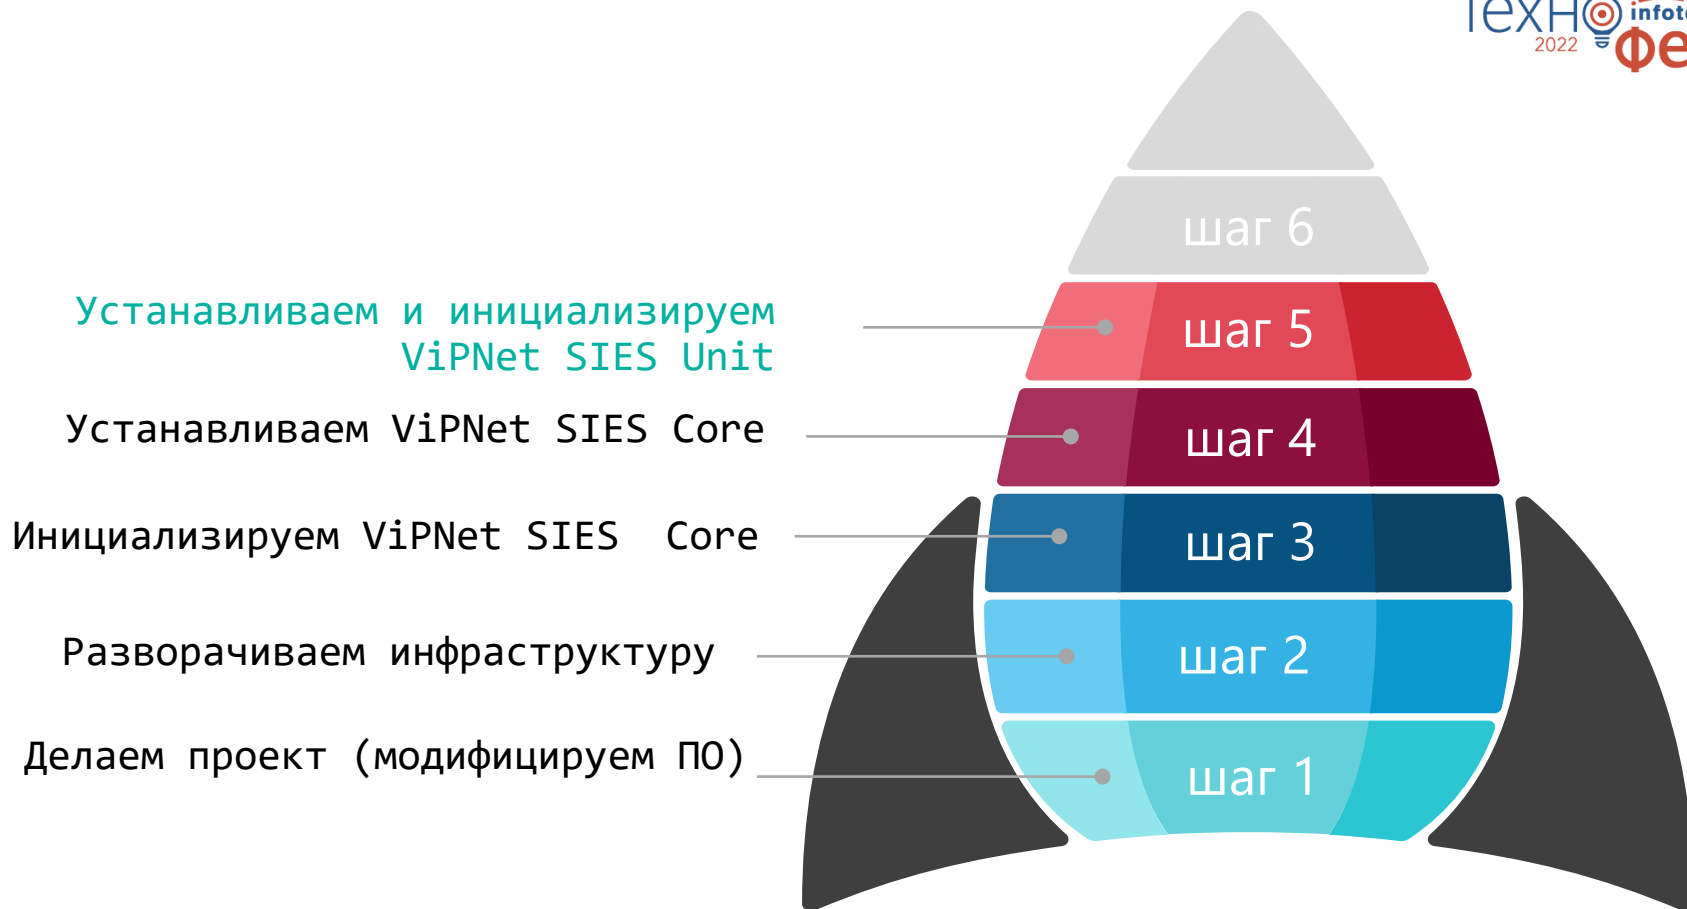 Техно
2022
шаг 6
Устанавливаем и инициализируем
ViPNet SIES Unit
шаг 5
Устанавливаем ViPNet SIES Core
шаг 4
Инициализируем ViPNet SIES Core
шаг 3
Разворачиваем инфраструктуру
шаг 2
Делаем проект (модифицируем ПО)
шаг 1